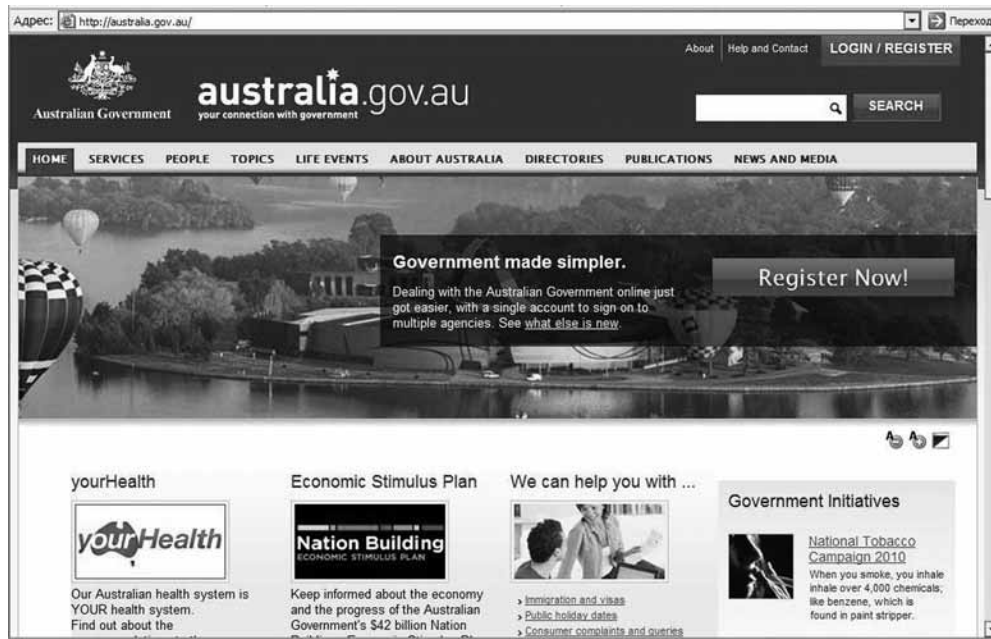 Адрес: http://australia.gov.au/ Переход
About Help and Contact LOGIN / REGISTER
Australian Government
australia.gov.au
your connection with government
SEARCH
HOME SERVICES PEOPLE TOPICS LIFE EVENTS ABOUT AUSTRALIA DIRECTORIES PUBLICATIONS NEWS AND MEDIA
Government made simpler.
Dealing with the Australian Government online just
got easier, with a single account to sign on to
multiple agencies. See what else is new.
Register Now!
A A
yourHealth
yourHealth
Our Australian health system is
YOUR health system.
Find out about the
Economic Stimulus Plan
Nation Building
ECONOMIC STIMULUS PLAN
Keep informed about the economy
and the progress of the Australian
Government's $42 billion Nation
We can help you with ...
Immigration and visas
Public holiday dates
Consumer complaints and queries
Government Initiatives
National Tobacco
Campaign 2010
When you smoke, you inhale
inhale over 4,000 chemicals;
like benzene, which is
found in paint stripper.